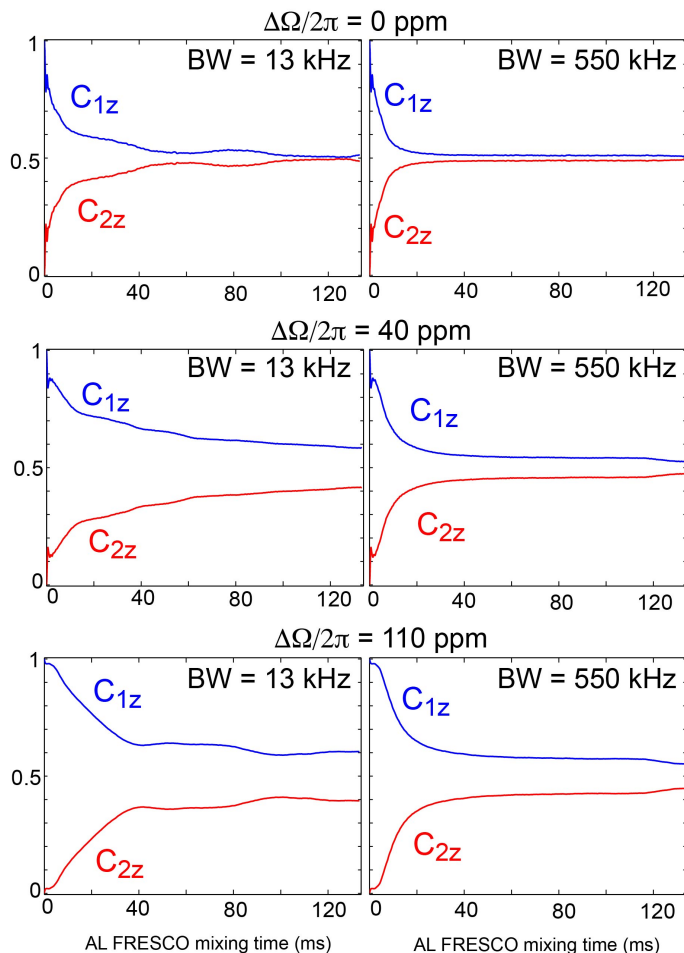 ΔΩ/2π = 0 ppm
1
BW = 13 kHz
BW = 550 kHz
C1z
C1z
0.5
C2z
C2z
0
0 40 80 120
0 40 80 120
ΔΩ/2π = 40 ppm
1
BW = 13 kHz
BW = 550 kHz
C1z
C1z
0.5
C2z
C2z
0
0 40 80 120
0 40 80 120
ΔΩ/2π = 110 ppm
1
BW = 13 kHz
BW = 550 kHz
C1z
C1z
0.5
C2z
C2z
0
0 40 80 120
0 40 80 120
AL FRESCO mixing time (ms)
AL FRESCO mixing time (ms)